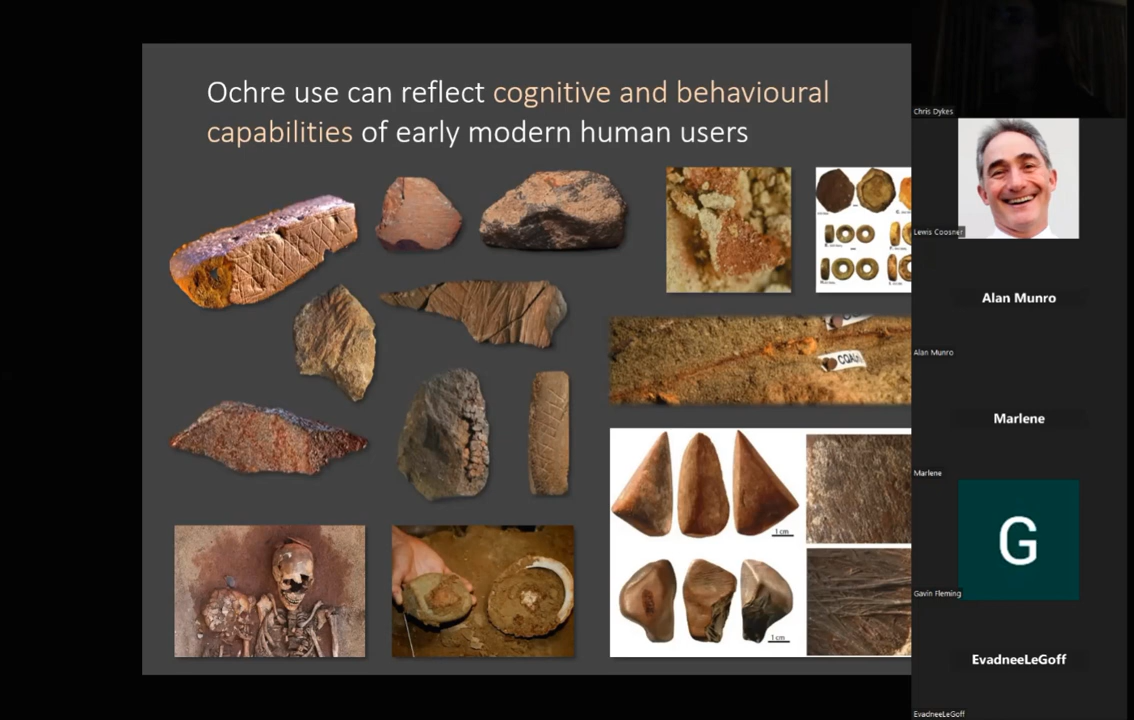 Ochre use can reflect cognitive and behavioural
capabilities of early modern human users
1 cm
1 cm
Chris Dykes
Lewis Coosner
Alan Munro
Alan Munro
Marlene
Marlene
G
Gavin Fleming
EvadneeLeGoff
EvadneeLeGoff